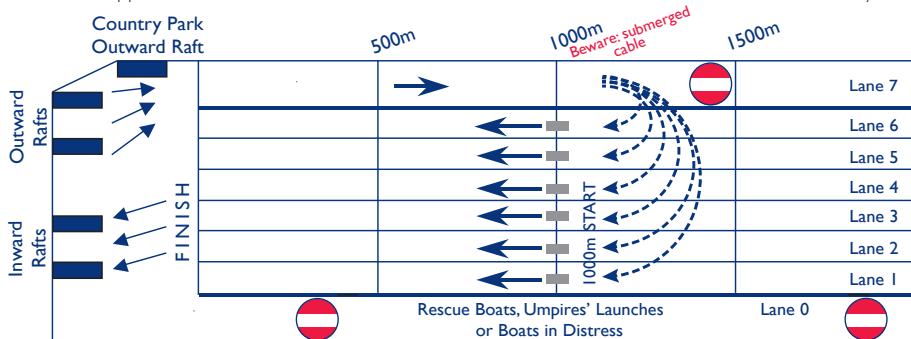 Country Park
Outward Raft
500m
1000m
Beware: submerged
cable
1500m
Outward
Rafts
Lane 7
Lane 6
Lane 5
Lane 4
Lane 3
Lane 2
Lane 1
Inward
Rafts
FINISH
1000m START
Rescue Boats, Umpires’ Launches
or Boats in Distress
Lane 0